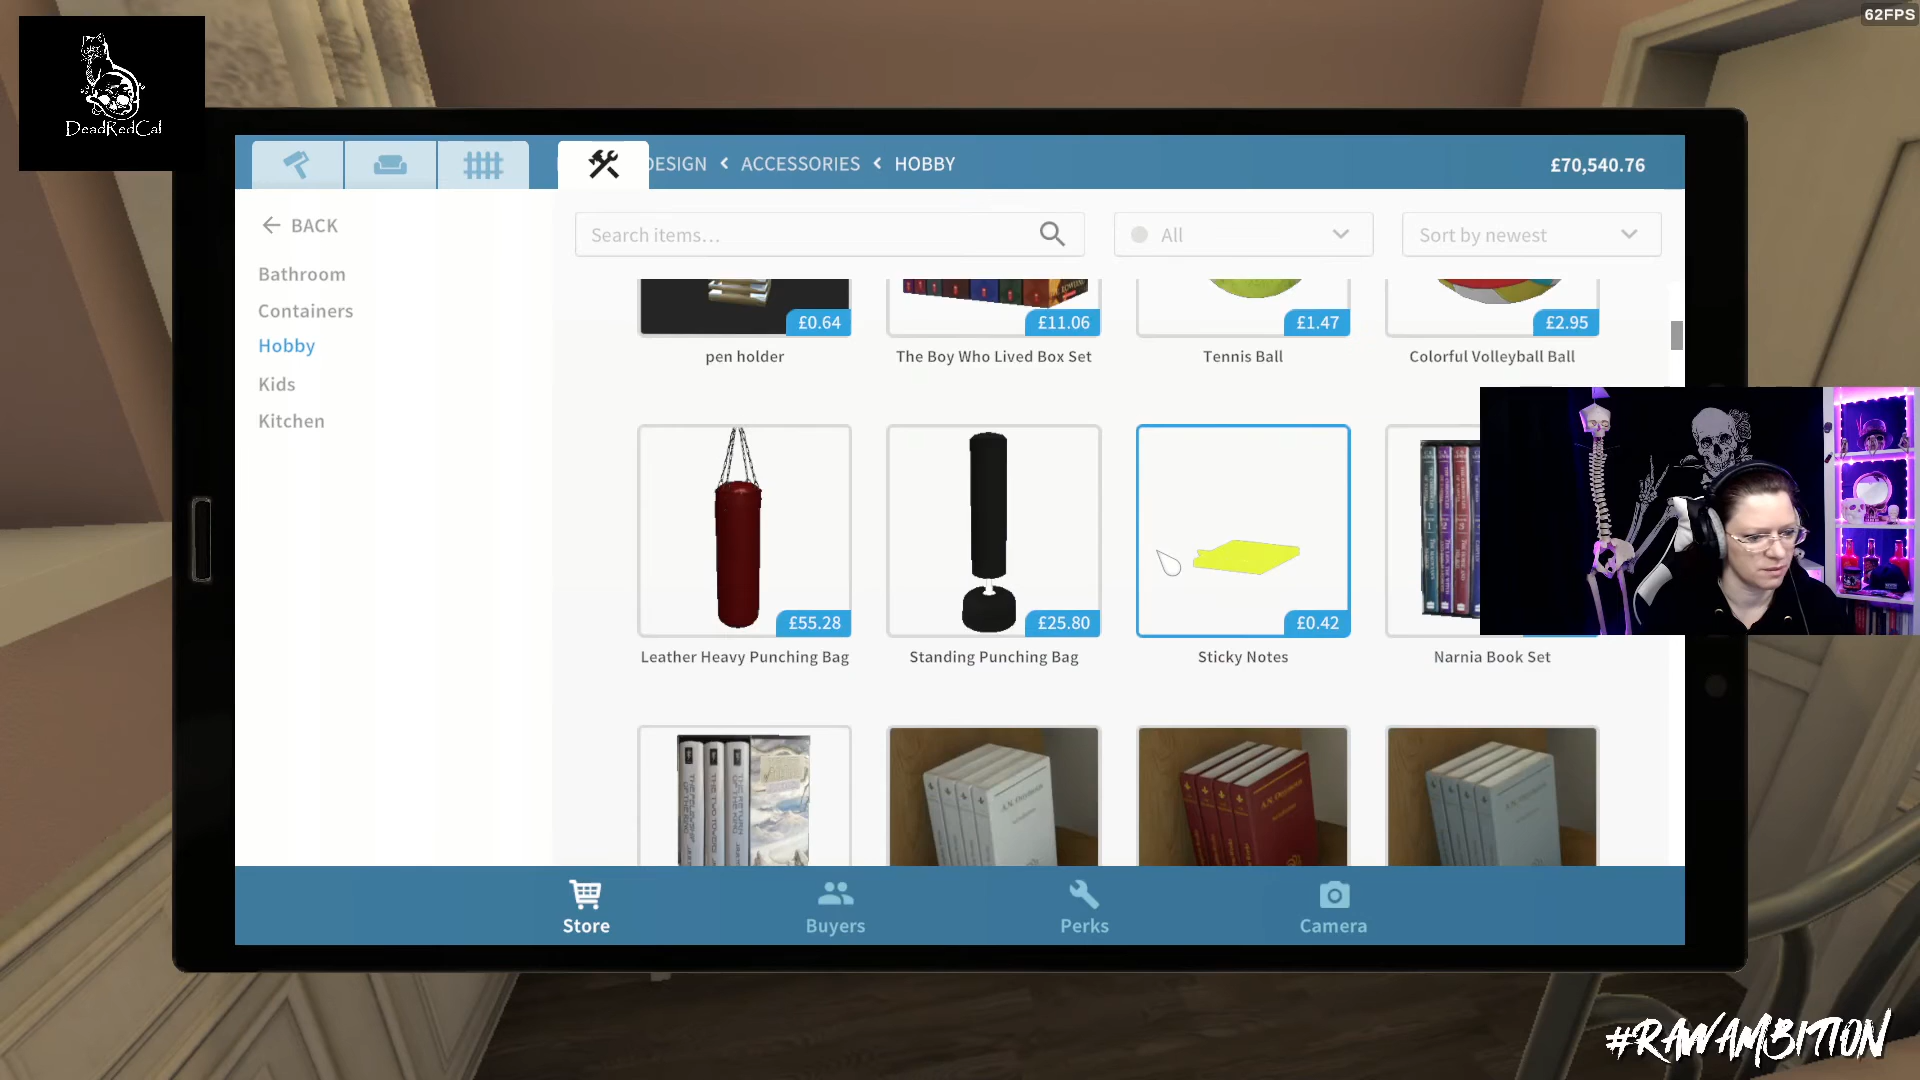 62FPS
DeadRedCal
DESIGN < ACCESSORIES < HOBBY
£70,540.76
BACK
Search items...
All
Sort by newest
Bathroom
Containers
Hobby
Kids
Kitchen
£0.64
£11.06
£1.47
£2.95
pen holder
The Boy Who Lived Box Set
Tennis Ball
Colorful Volleyball Ball
£55.28
£25.80
£0.42
Leather Heavy Punching Bag
Standing Punching Bag
Sticky Notes
Narnia Book Set
Store
Buyers
Perks
Camera
#RAWAMBITION